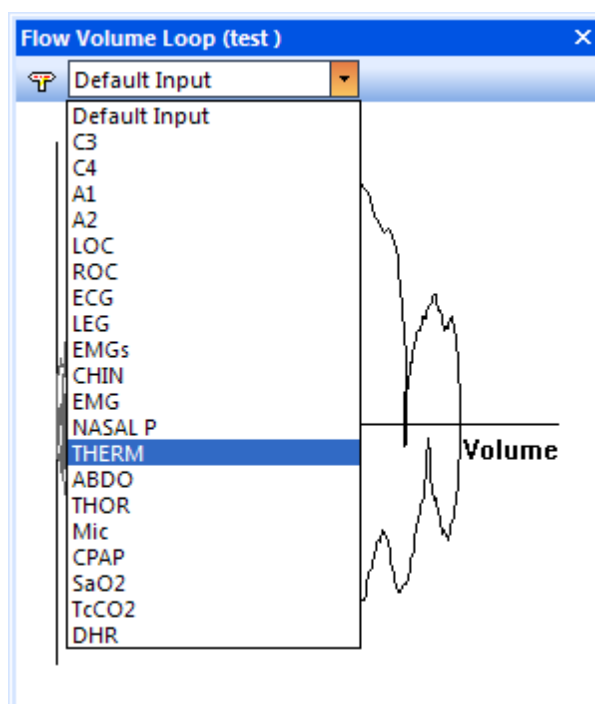 Flow Volume Loop (test )
Default Input
Default Input
C3
C4
A1
A2
LOC
ROC
ECG
LEG
EMGs
CHIN
EMG
NASAL P
THERM
Volume
ABDO
THOR
Mic
CPAP
SaO2
TcCO2
DHR